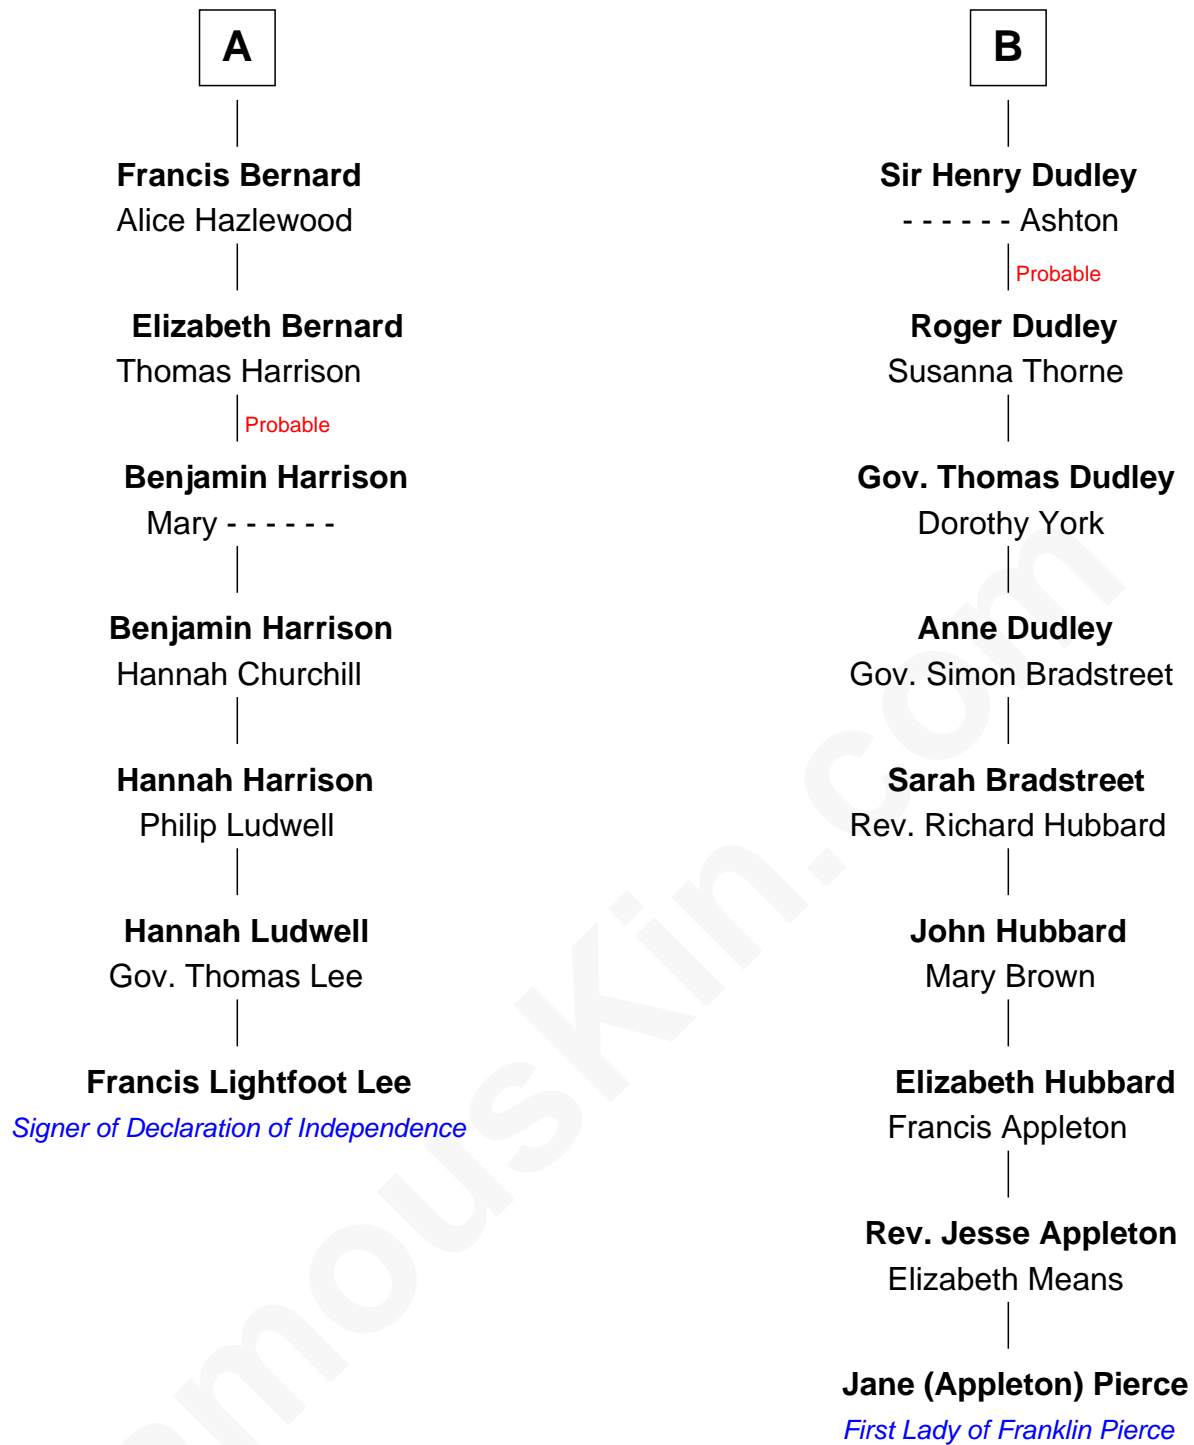 A
Francis Bernard
Alice Hazlewood
Elizabeth Bernard
Thomas Harrison
Probable
Benjamin Harrison
Mary - - - - - -
Benjamin Harrison
Hannah Churchill
Hannah Harrison
Philip Ludwell
Hannah Ludwell
Gov. Thomas Lee
Francis Lightfoot Lee
Signer of Declaration of Independence
B
Sir Henry Dudley
- - - - - - Ashton
Probable
Roger Dudley
Susanna Thorne
Gov. Thomas Dudley
Dorothy York
Anne Dudley
Gov. Simon Bradstreet
Sarah Bradstreet
Rev. Richard Hubbard
John Hubbard
Mary Brown
Elizabeth Hubbard
Francis Appleton
Rev. Jesse Appleton
Elizabeth Means
Jane (Appleton) Pierce
First Lady of Franklin Pierce
amouskin.com